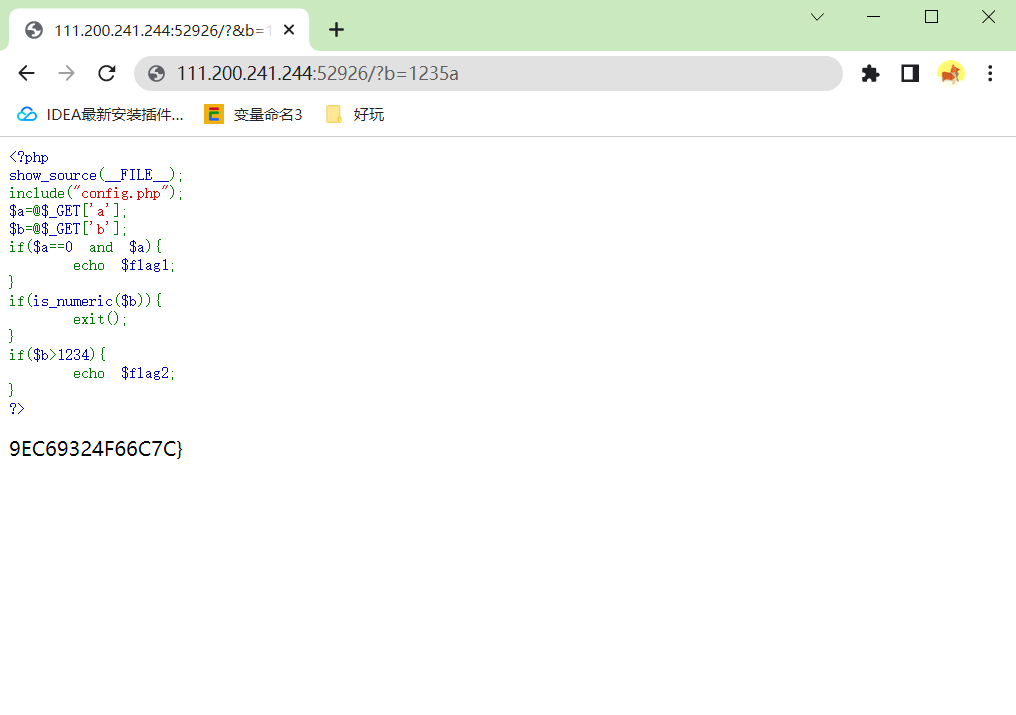 111.200.241.244:52926/?&b=1
111.200.241.244:52926/?b=1235a
IDEA最新安装插件... 变量命名3 好玩
<?php
show_source(__FILE__);
include("config.php");
$a=@$_GET['a'];
$b=@$_GET['b'];
if($a==0 and $a){
echo $flag1;
}
if(is_numeric($b)){
exit();
}
if($b>1234){
echo $flag2;
}
?>
9EC69324F66C7C}